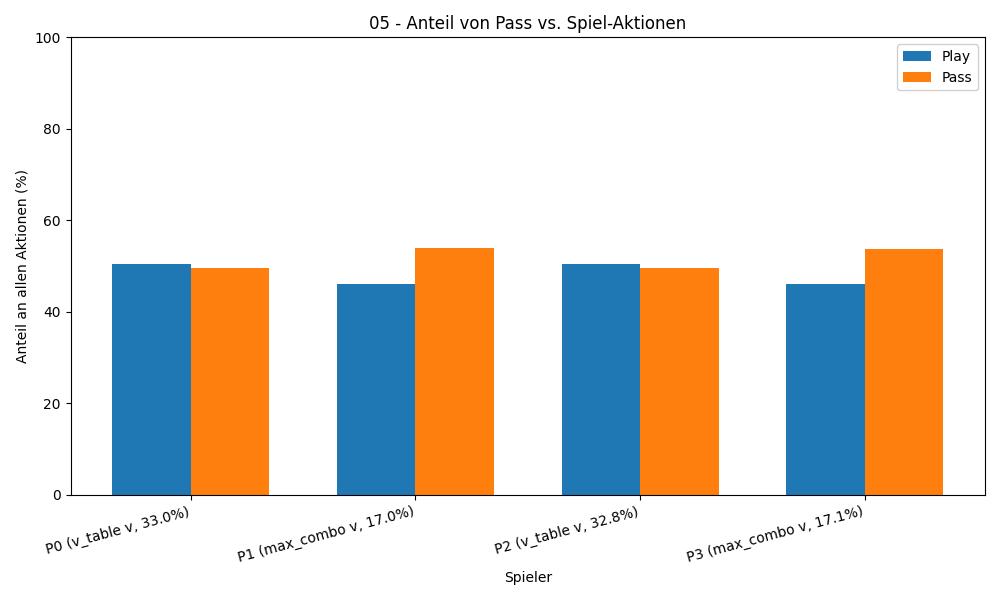 05 - Anteil von Pass vs. Spiel-Aktionen
Play
Pass
Anteil an allen Aktionen (%)
100
80
60
40
20
0
P0 (v_table v, 33.0%)
P1 (max_combo v, 17.0%)
P2 (v_table v, 32.8%)
P3 (max_combo v, 17.1%)
Spieler